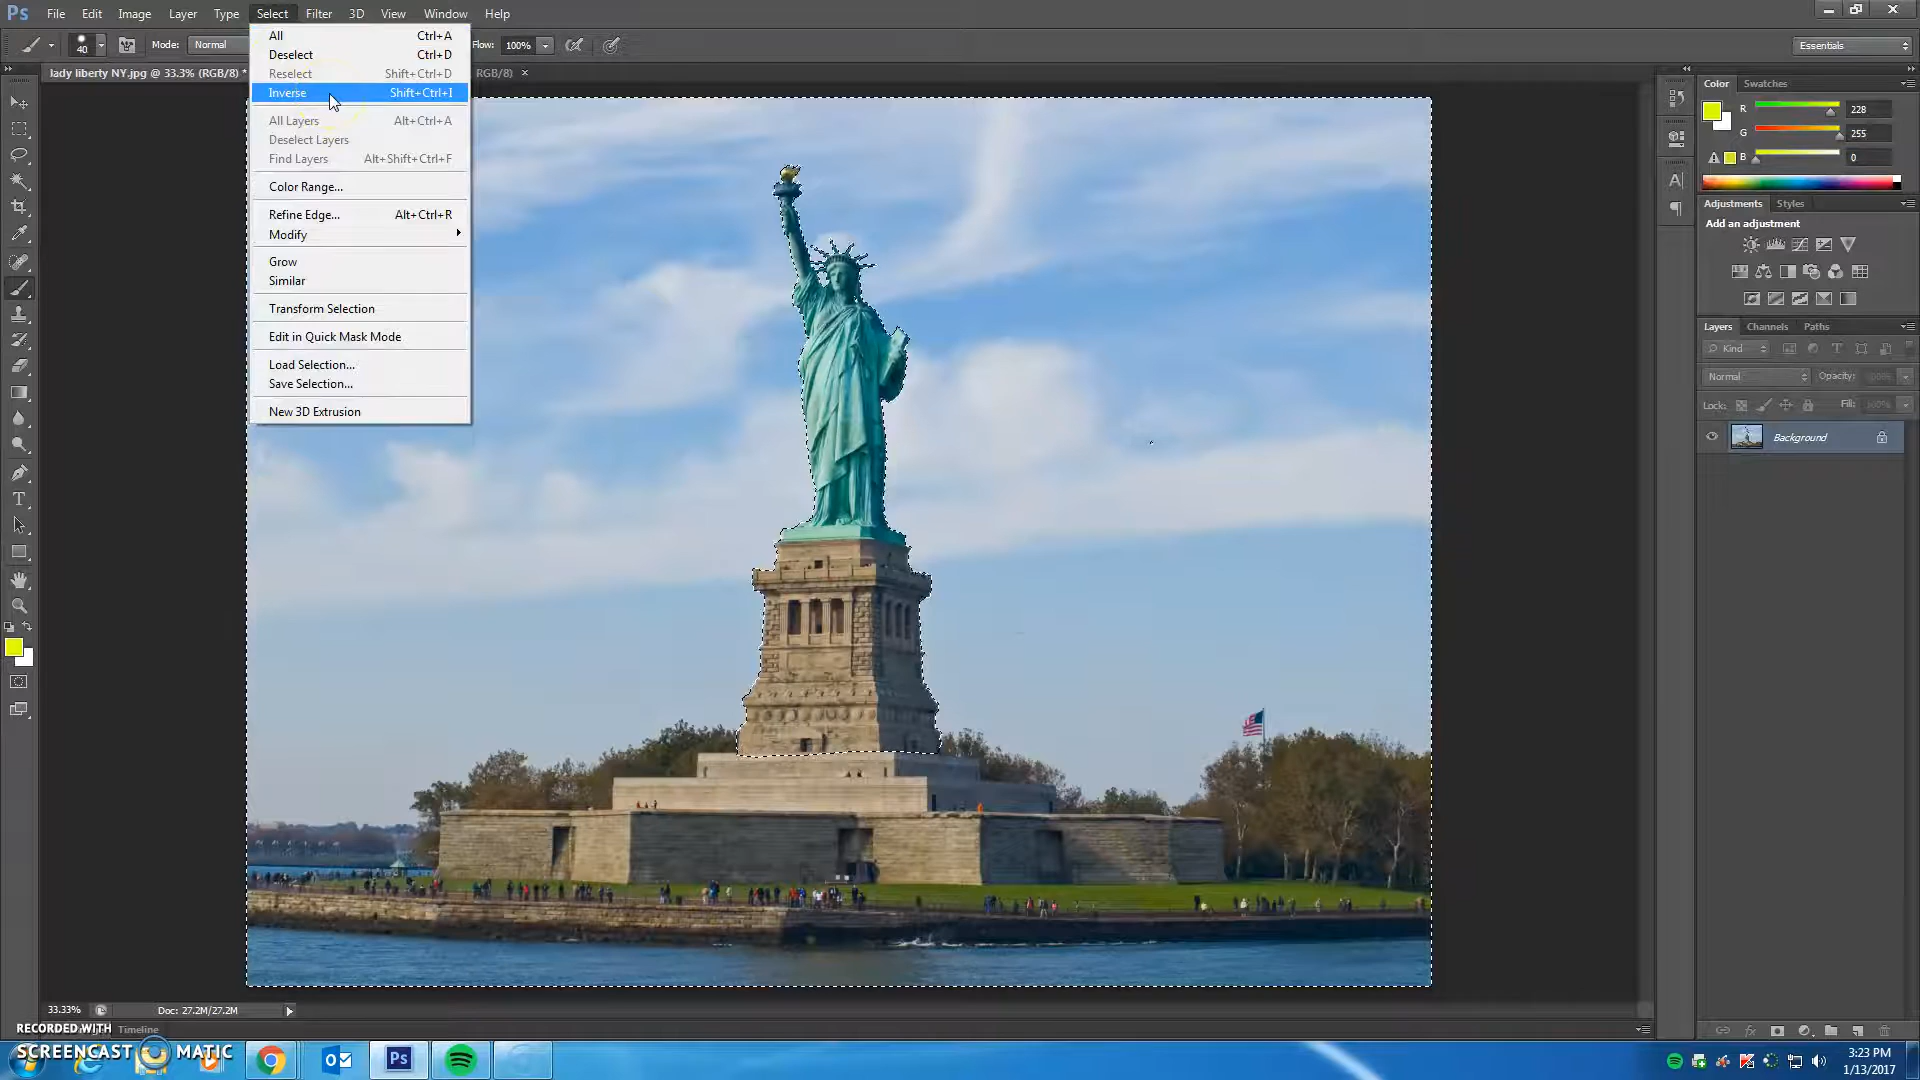 Ps File Edit Image Layer Type Select Filter 3D View Window Help
40 Mode: Normal Flow: 100% Essentials
lady liberty NY.jpg @ 33.3% (RGB/8) * RGB/8) ×
All Ctrl+A
Deselect Ctrl+D
Reselect Shift+Ctrl+D
Inverse Shift+Ctrl+I
All Layers Alt+Ctrl+A
Deselect Layers
Find Layers Alt+Shift+Ctrl+F
Color Range...
Refine Edge... Alt+Ctrl+R
Modify
Grow
Similar
Transform Selection
Edit in Quick Mask Mode
Load Selection...
Save Selection...
New 3D Extrusion
Color Swatches
R 228
G 255
B 0
Adjustments Styles
Add an adjustment
Layers Channels Paths
Kind
Normal Opacity: 100%
Lock: Fill: 100%
Background
33.33% Doc: 27.2M/27.2M
Timeline
RECORDED WITH
SCREENCAST MATIC
Ps
3:23 PM
1/13/2017